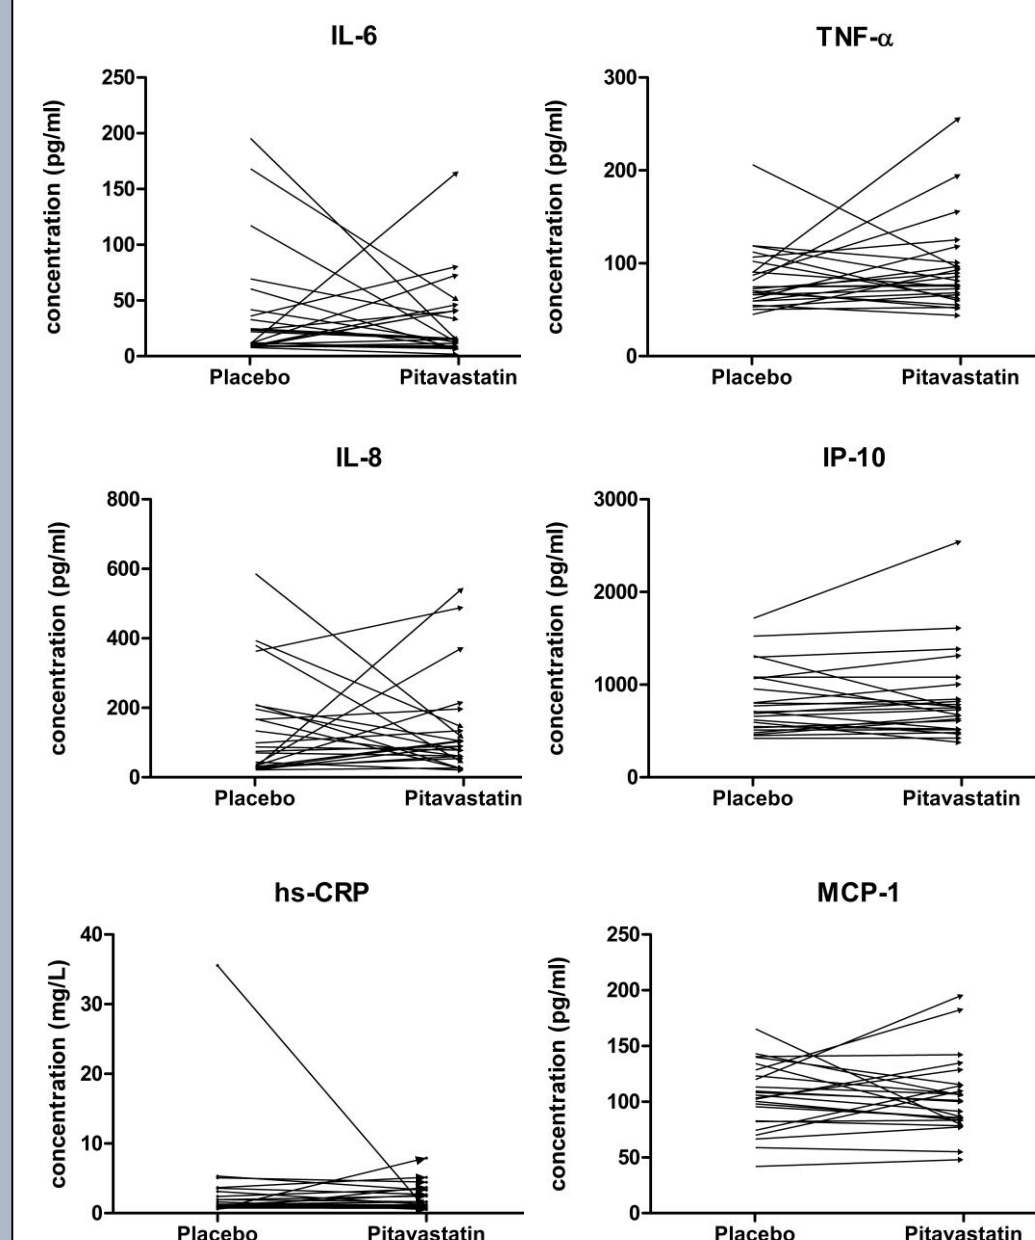 IL-6
concentration (pg/ml)
250
200
150
100
50
0
Placebo Pitavastatin
TNF-α
concentration (pg/ml)
300
200
100
0
Placebo Pitavastatin
IL-8
concentration (pg/ml)
800
600
400
200
0
Placebo Pitavastatin
IP-10
concentration (pg/ml)
3000
2000
1000
0
Placebo Pitavastatin
hs-CRP
concentration (mg/L)
40
30
20
10
0
Placebo Pitavastatin
MCP-1
concentration (pg/ml)
250
200
150
100
50
0
Placebo Pitavastatin